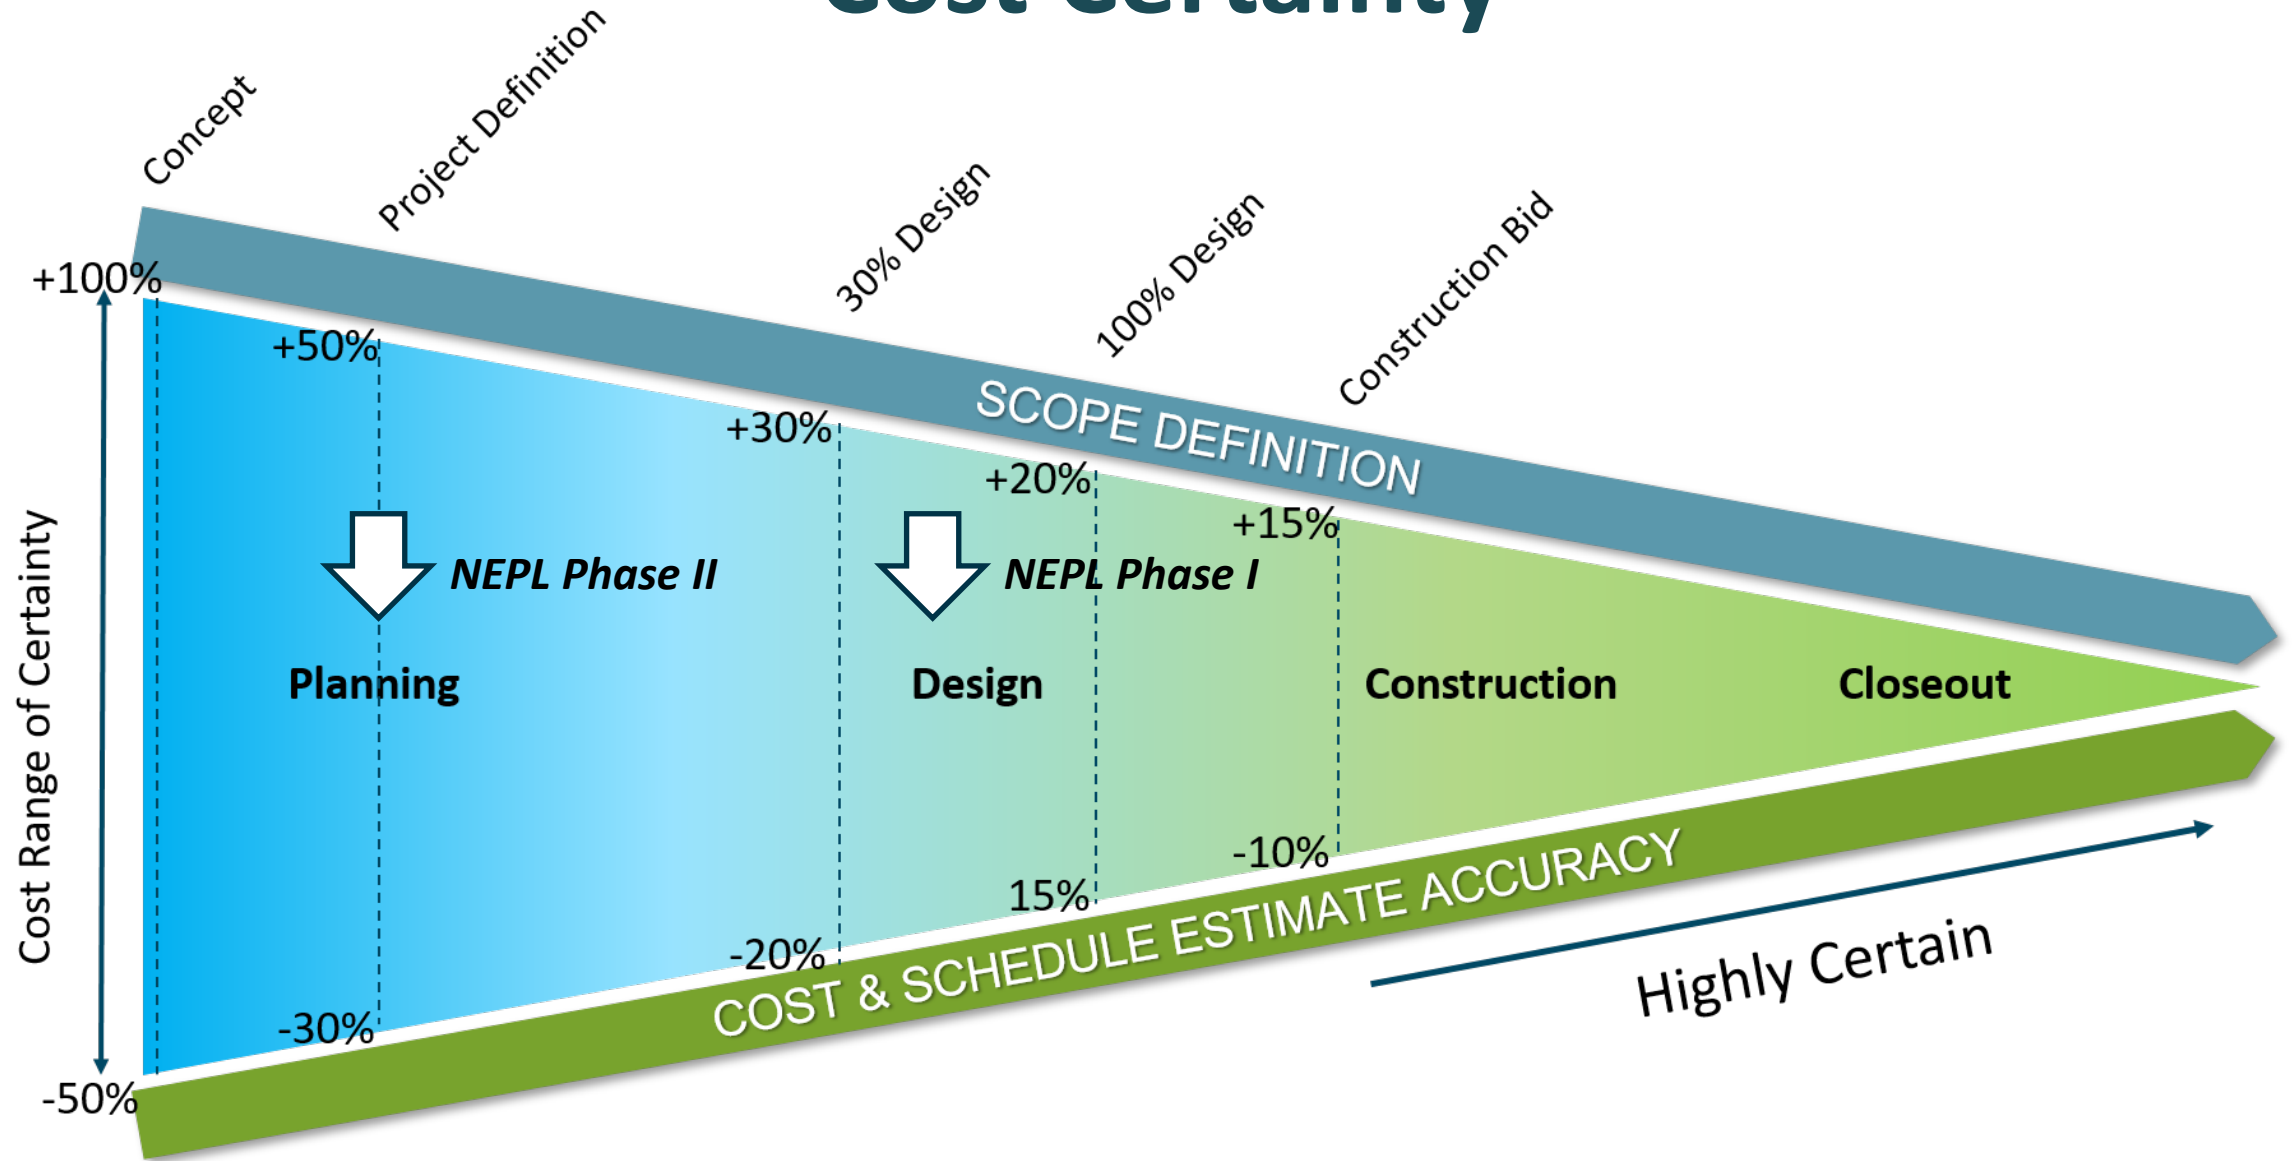 Cost Certainty
Concept
Project Definition
30% Design
100% Design
Construction Bid
+100%
+50%
+30%
+20%
+15%
SCOPE DEFINITION
Cost Range of Certainty
NEPL Phase II
NEPL Phase I
Planning
Design
Construction
Closeout
-10%
15%
-20%
-30%
-50%
COST & SCHEDULE ESTIMATE ACCURACY
Highly Certain